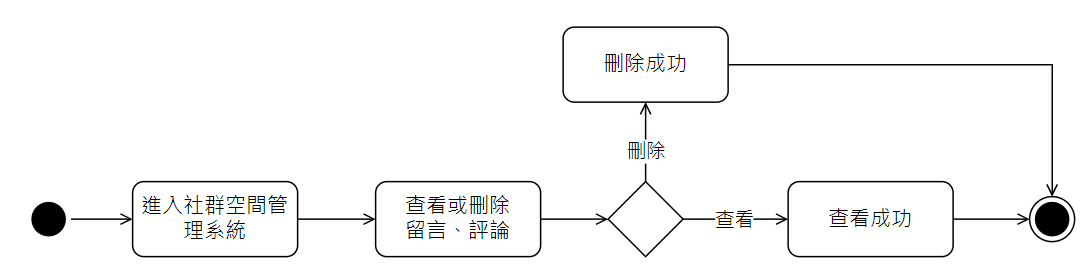 刪除成功
刪除
進入社群空間管
理系統
查看或刪除
留言、評論
查看
查看成功